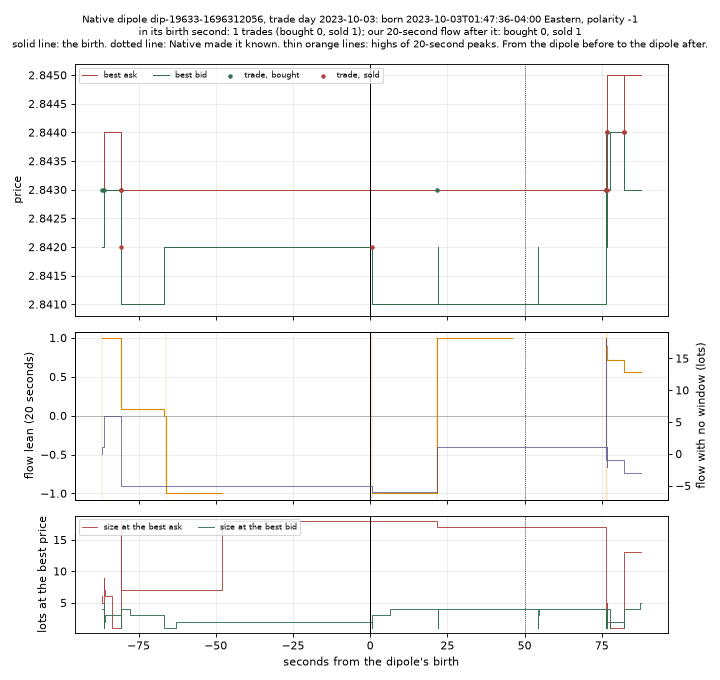 Native dipole dip-19633-1696312056, trade day 2023-10-03: born 2023-10-03T01:47:36-04:00 Eastern, polarity -1
in its birth second: 1 trades (bought 0, sold 1); our 20-second flow after it: bought 0, sold 1
solid line: the birth. dotted line: Native made it known. thin orange lines: highs of 20-second peaks. From the dipole before to the dipole after.
best ask best bid trade, bought trade, sold
2.8450
2.8445
2.8440
2.8435
2.8430
2.8425
2.8420
2.8415
2.8410
price
1.0
0.5
0.0
−0.5
−1.0
flow lean (20 seconds)
15
10
5
0
−5
flow with no window (lots)
size at the best ask size at the best bid
15
10
5
lots at the best price
−75 −50 −25 0 25 50 75
seconds from the dipole's birth